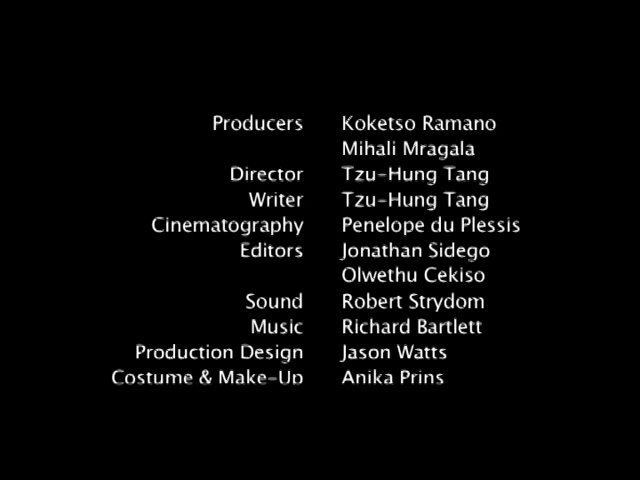 Producers Koketso Ramano
Mihali Mragala
Director Tzu-Hung Tang
Writer Tzu-Hung Tang
Cinematography Penelope du Plessis
Editors Jonathan Sidego
Olwethu Cekiso
Sound Robert Strydom
Music Richard Bartlett
Production Design Jason Watts
Costume & Make-Up Anika Prins